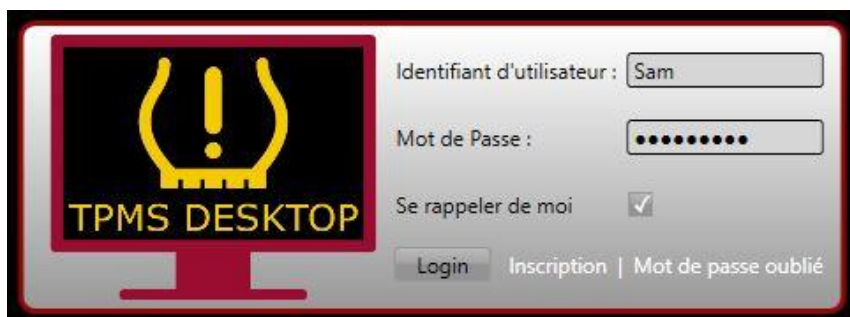 Identifiant d'utilisateur : Sam
Mot de Passe : •••••••••
Se rappeler de moi
TPMS DESKTOP
Login Inscription | Mot de passe oublié